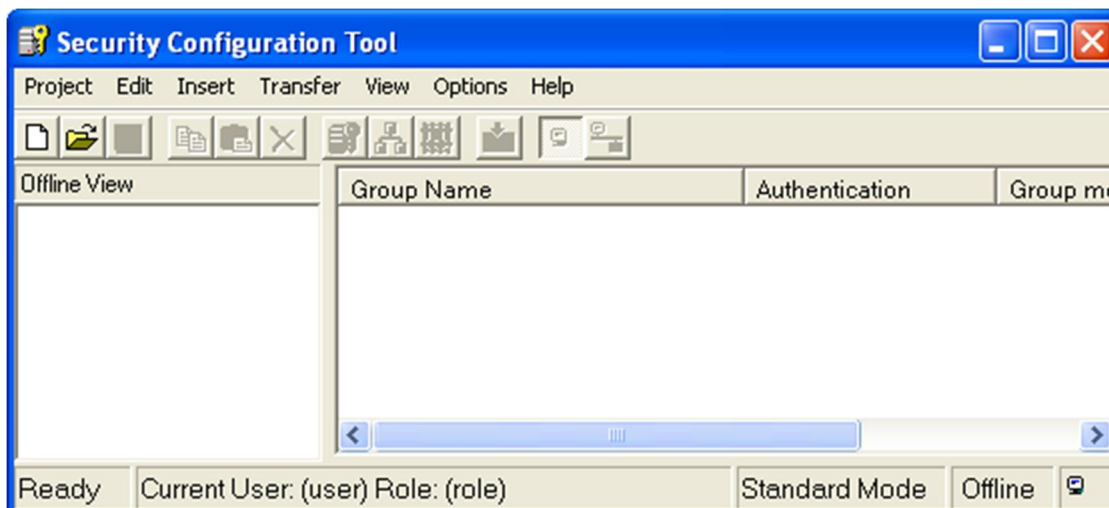 Security Configuration Tool
Project Edit Insert Transfer View Options Help
Offline View
Group Name Authentication Group me
Ready Current User: (user) Role: (role) Standard Mode Offline